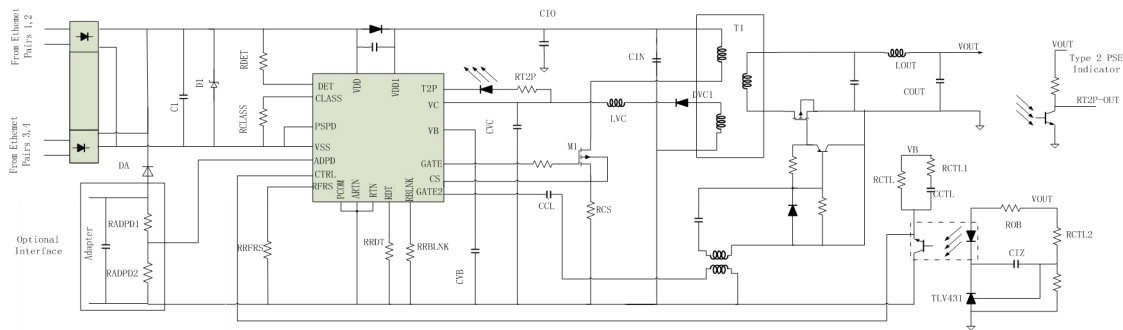 From Ethemet
Pairs 1,2
From Ethemet
Pairs 3,4
Optional
Interface
Adapter
DA
RADPD1
RADPD2
C1
D1
RDET
RCLASS
RRFRS
DET
CLASS
PSPD
VSS
ADPD
CTRL
RFRS
VDD
VDD1
T2P
VC
VB
GATE
CS
GATE2
PCOM
ARTN
RTN
RDT
RBLNK
RRDT
RRBLNK
CVB
CVC
RT2P
LVC
DVC1
CIO
CIN
T1
M1
RCS
CCL
LOUT
COUT
VOUT
VOUT
Type 2 PSE
Indicator
RT2P-OUT
VB
RCTL
RCTL1
CCTL
VOUT
ROB
RCTL2
CIZ
TLV431